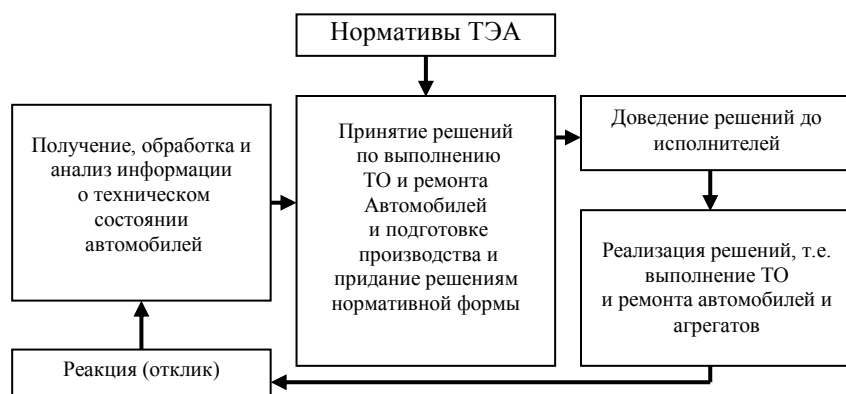 Нормативы ТЭА
Получение, обработка и
анализ информации
о техническом
состоянии
автомобилей
Принятие решений
по выполнению
ТО и ремонта
Автомобилей
и подготовке
производства и
придание решениям
нормативной формы
Доведение решений до
исполнителей
Реализация решений, т.е.
выполнение ТО
и ремонта автомобилей и
агрегатов
Реакция (отклик)